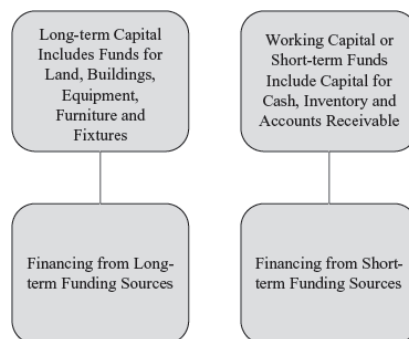 Long-term Capital
Includes Funds for
Land, Buildings,
Equipment,
Furniture and
Fixtures
Working Capital or
Short-term Funds
Include Capital for
Cash, Inventory and
Accounts Receivable
Financing from Long-
term Funding Sources
Financing from Short-
term Funding Sources